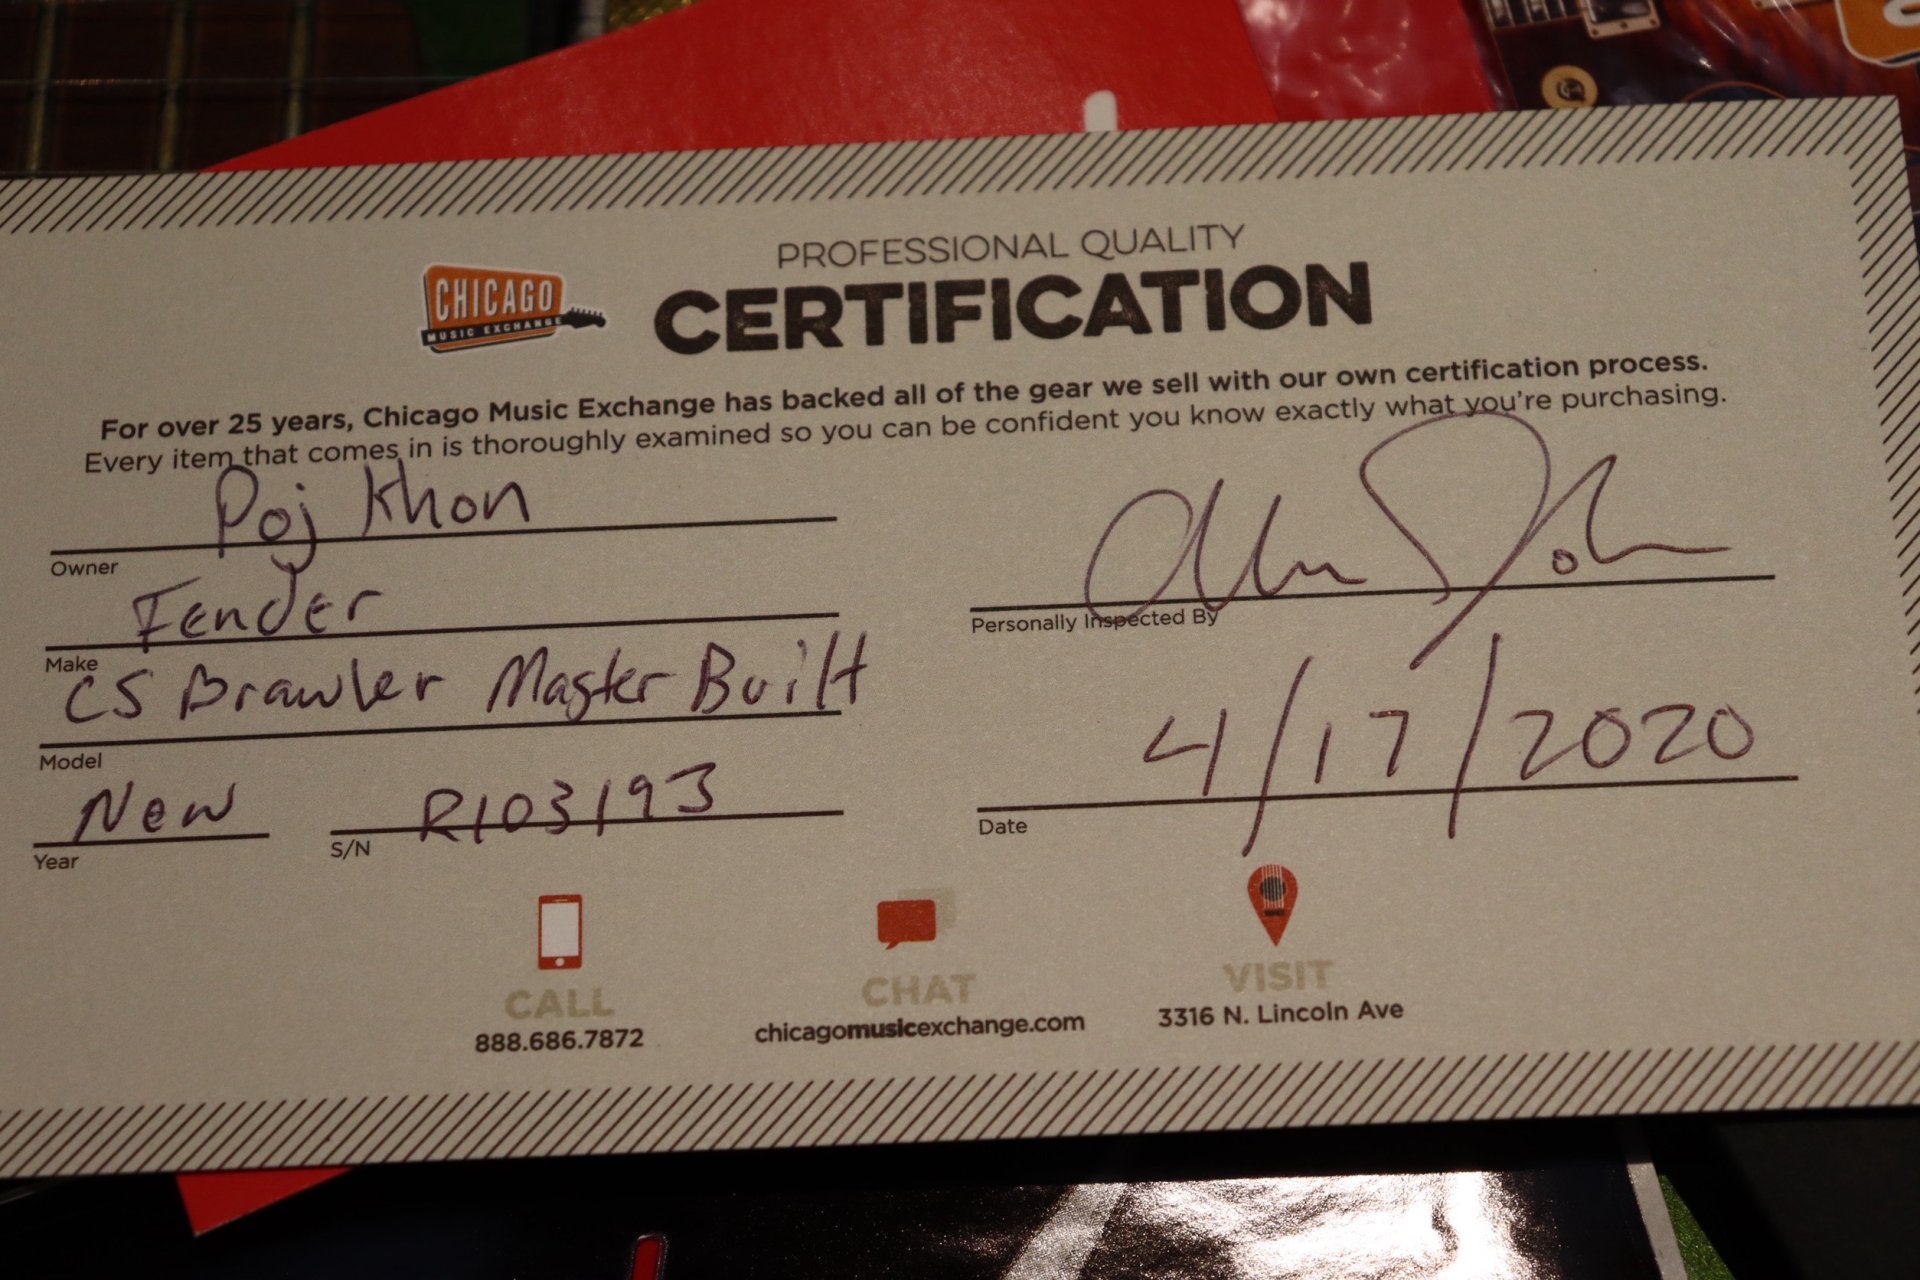 PROFESSIONAL QUALITY
CHICAGO
MUSIC EXCHANGE
CERTIFICATION
For over 25 years, Chicago Music Exchange has backed all of the gear we sell with our own certification process.
Every item that comes in is thoroughly examined so you can be confident you know exactly what you're purchasing.
Poj Khon
Owner
Fender
Make
CS Brawler Master Built
Model
New
Year
R103193
S/N
Personally Inspected By
4/17/2020
Date
CALL
888.686.7872
CHAT
chicagomusicexchange.com
VISIT
3316 N. Lincoln Ave